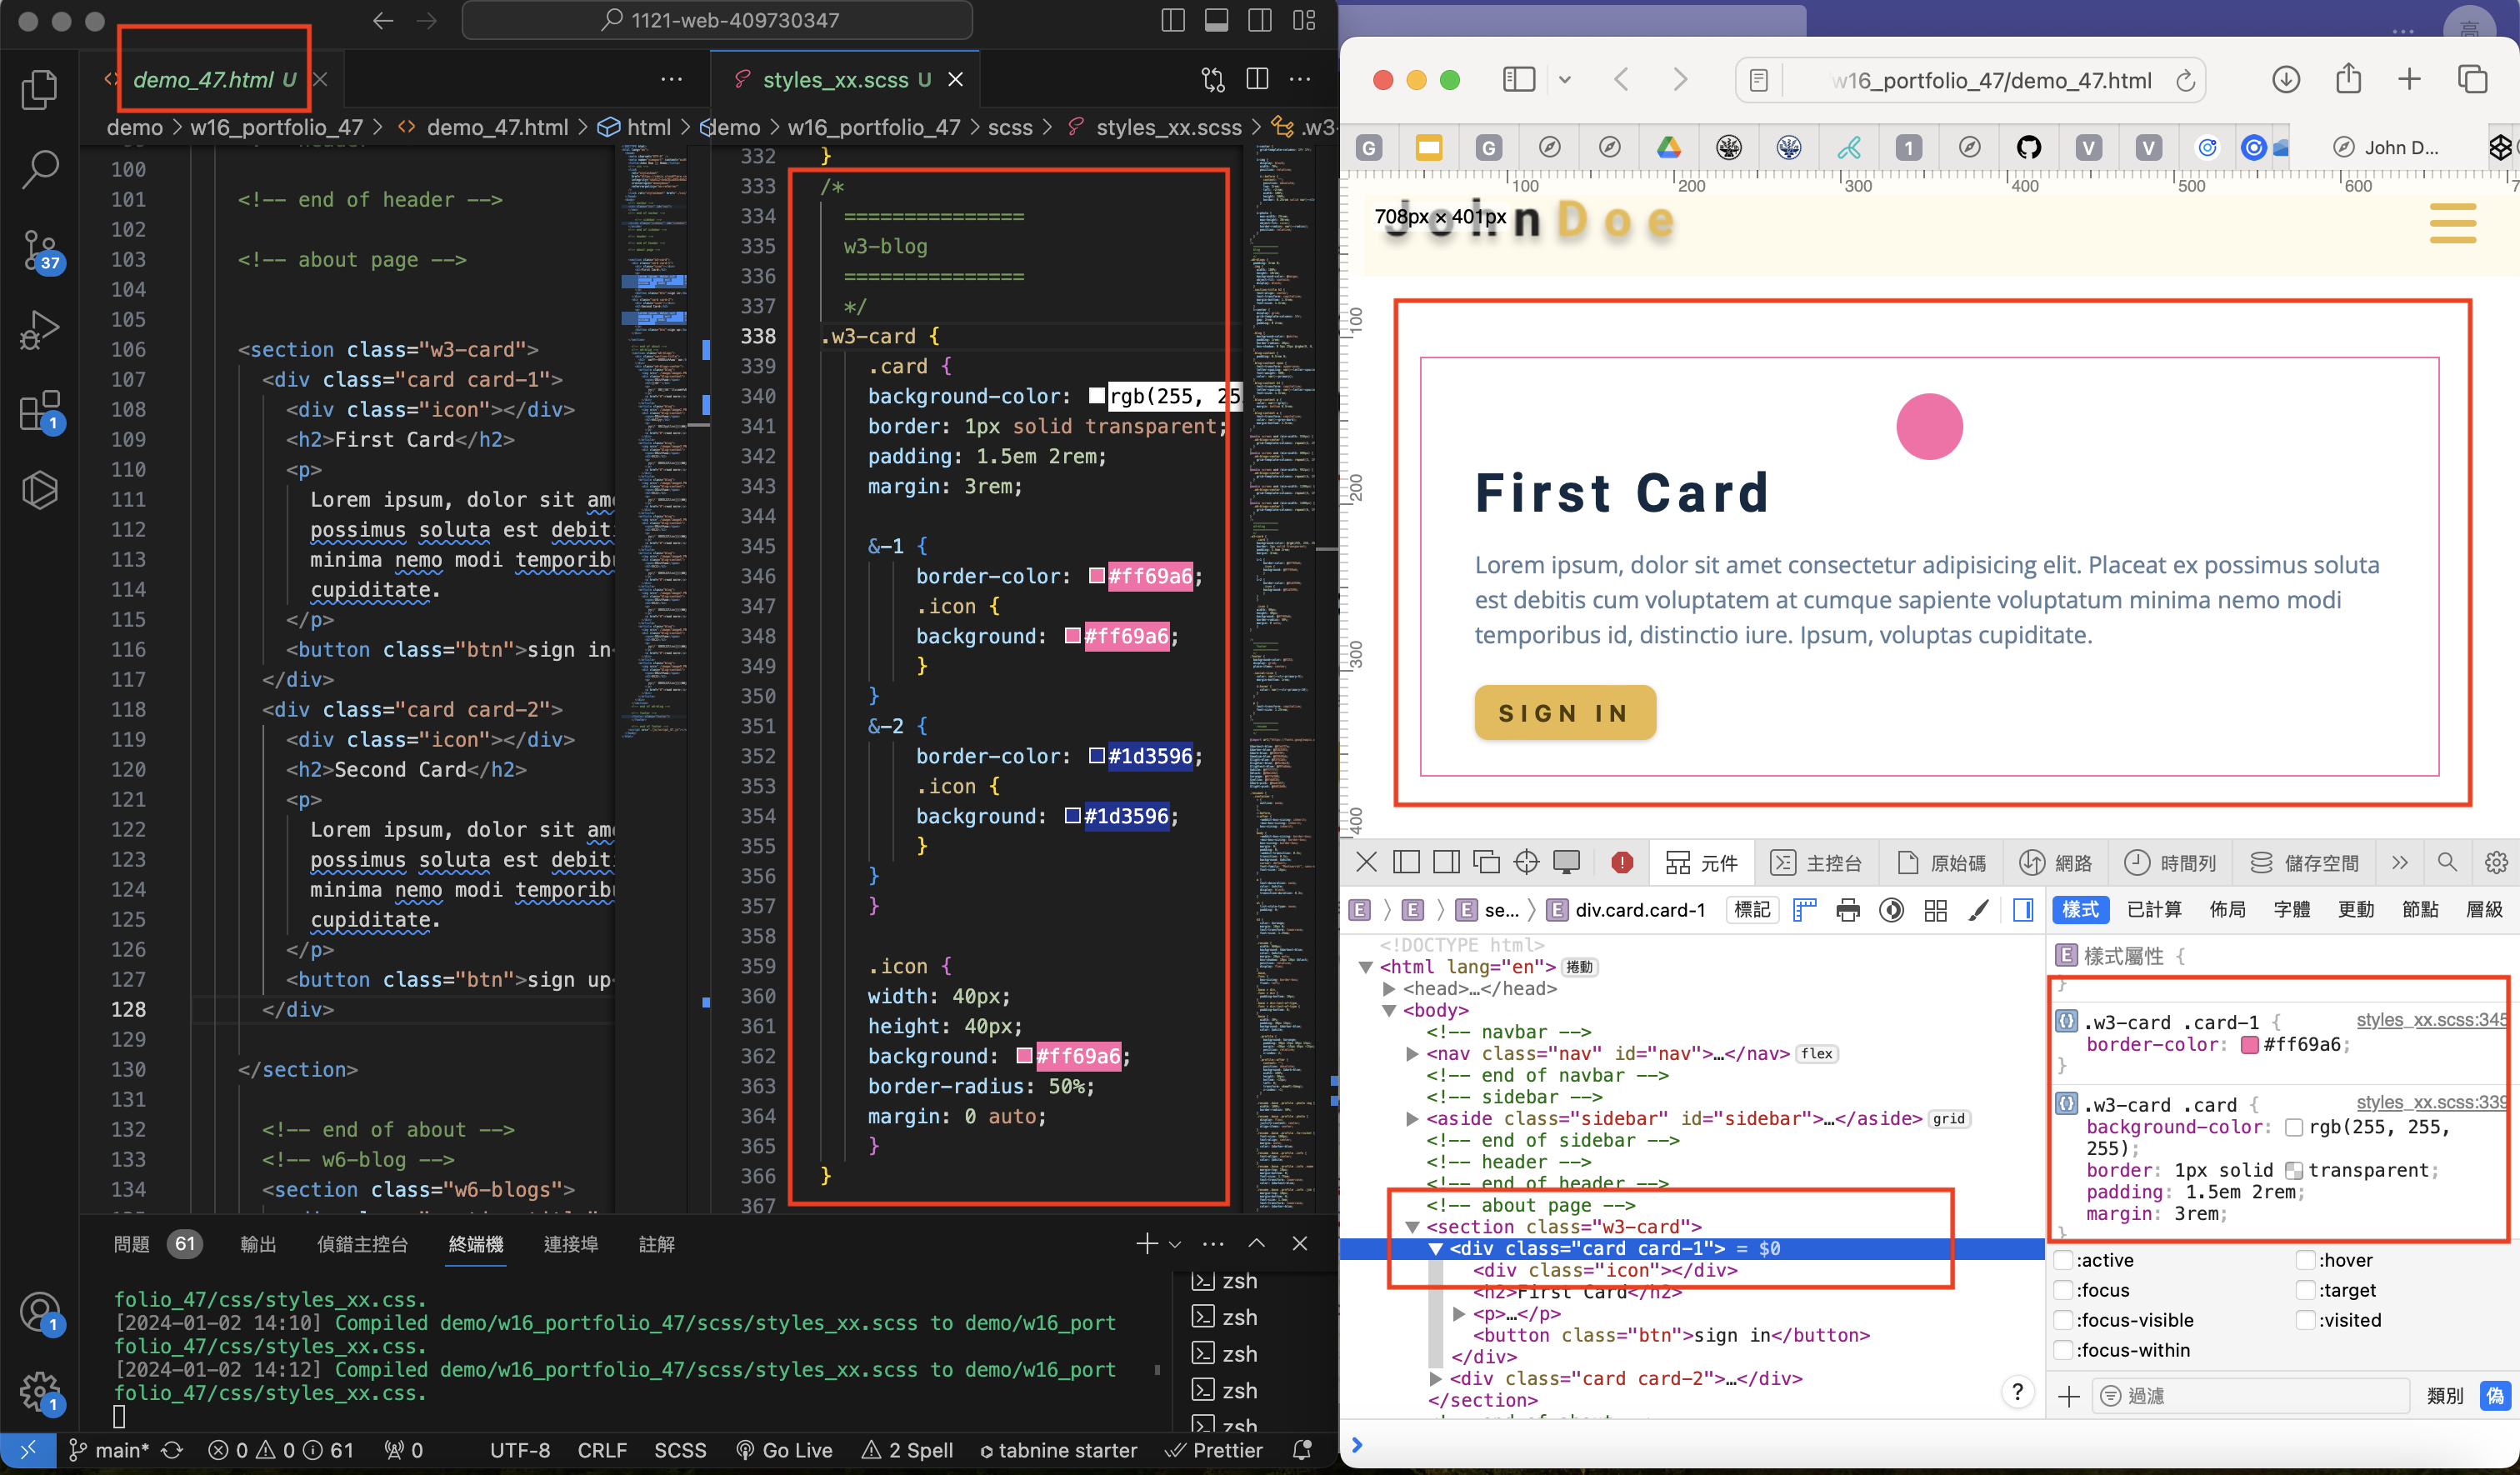 1121-web-409730347
demo_47.html U
styles_xx.scss U
demo > w16_portfolio_47 > demo_47.html > html >
demo > w16_portfolio_47 > scss > styles_xx.scss > .w3-
100
101 <!-- end of header -->
102
103 <!-- about page -->
104
105
106 <section class="w3-card">
107 <div class="card card-1">
108 <div class="icon"></div>
109 <h2>First Card</h2>
110 <p>
111 Lorem ipsum, dolor sit am
112 possimus soluta est debit
113 minima nemo modi temporib
114 cupiditate.
115 </p>
116 <button class="btn">sign in
117 </div>
118 <div class="card card-2">
119 <div class="icon"></div>
120 <h2>Second Card</h2>
121 <p>
122 Lorem ipsum, dolor sit am
123 possimus soluta est debit
124 minima nemo modi temporib
125 cupiditate.
126 </p>
127 <button class="btn">sign up
128 </div>
129
130 </section>
131
132 <!-- end of about -->
133 <!-- w6-blog -->
134 <section class="w6-blogs">
332 }
333 /*
334 ===============
335 w3-blog
336 ===============
337 */
338 .w3-card {
339 .card {
340 background-color: rgb(255, 25
341 border: 1px solid transparent;
342 padding: 1.5em 2rem;
343 margin: 3rem;
344
345 &-1 {
346 border-color: #ff69a6;
347 .icon {
348 background: #ff69a6;
349 }
350 }
351 &-2 {
352 border-color: #1d3596;
353 .icon {
354 background: #1d3596;
355 }
356 }
357 }
358
359 .icon {
360 width: 40px;
361 height: 40px;
362 background: #ff69a6;
363 border-radius: 50%;
364 margin: 0 auto;
365 }
366 }
367
37
1
1
1
問題 61 輸出 偵錯主控台 終端機 連接埠 註解
folio_47/css/styles_xx.css.
[2024-01-02 14:10] Compiled demo/w16_portfolio_47/scss/styles_xx.scss to demo/w16_port
folio_47/css/styles_xx.css.
[2024-01-02 14:12] Compiled demo/w16_portfolio_47/scss/styles_xx.scss to demo/w16_port
folio_47/css/styles_xx.css.
zsh
zsh
zsh
zsh
zsh
main* 0 0 61 0 UTF-8 CRLF SCSS Go Live 2 Spell tabnine starter Prettier
高
w16_portfolio_47/demo_47.html
G G 1 V V John D...
100 200 300 400 500 600 7
100
200
300
400
708px × 401px
John Doe
First Card
Lorem ipsum, dolor sit amet consectetur adipisicing elit. Placeat ex possimus soluta
est debitis cum voluptatem at cumque sapiente voluptatum minima nemo modi
temporibus id, distinctio iure. Ipsum, voluptas cupiditate.
SIGN IN
元件 主控台 原始碼 網路 時間列 儲存空間
E E E se... E div.card.card-1 標記
樣式 已計算 佈局 字體 更動 節點 層級
<!DOCTYPE html>
<html lang="en"> 捲動
<head>…</head>
<body>
<!-- navbar -->
<nav class="nav" id="nav">…</nav> flex
<!-- end of navbar -->
<!-- sidebar -->
<aside class="sidebar" id="sidebar">…</aside> grid
<!-- end of sidebar -->
<!-- header -->
<!-- end of header -->
<!-- about page -->
<section class="w3-card">
<div class="card card-1"> = $0
<div class="icon"></div>
<h2>First Card</h2>
<p>…</p>
<button class="btn">sign in</button>
</div>
<div class="card card-2">…</div>
</section>
E 樣式屬性 {
}
.w3-card .card-1 { styles_xx.scss:345
border-color: #ff69a6;
}
.w3-card .card { styles_xx.scss:339
background-color: rgb(255, 255,
255);
border: 1px solid transparent;
padding: 1.5em 2rem;
margin: 3rem;
}
:active :hover
:focus :target
:focus-visible :visited
:focus-within
? 過濾 類別 偽